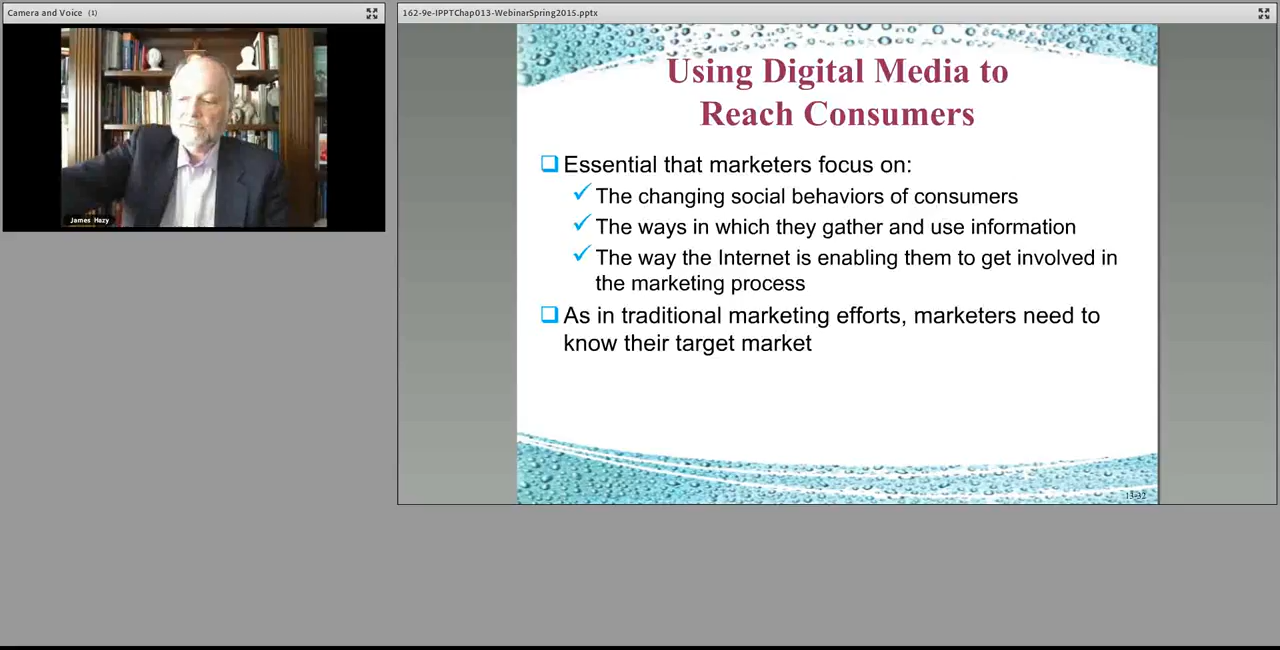 Camera and Voice (1)
162-9e-IPPTChap013-WebinarSpring2015.pptx
James Hazy
Using Digital Media to
Reach Consumers
Essential that marketers focus on:
The changing social behaviors of consumers
The ways in which they gather and use information
The way the Internet is enabling them to get involved in
the marketing process
As in traditional marketing efforts, marketers need to
know their target market